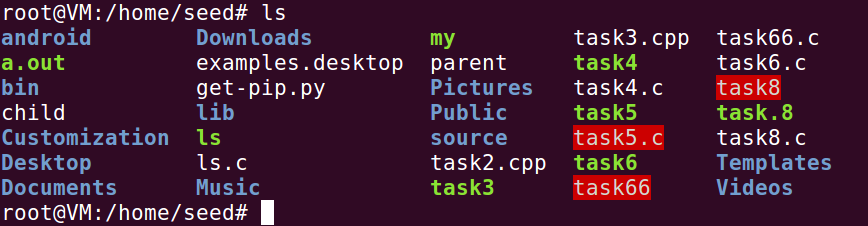 root@VM:/home/seed# ls
android Downloads my task3.cpp task66.c
a.out examples.desktop parent task4 task6.c
bin get-pip.py Pictures task4.c task8
child lib Public task5 task.8
Customization ls source task5.c task8.c
Desktop ls.c task2.cpp task6 Templates
Documents Music task3 task66 Videos
root@VM:/home/seed#